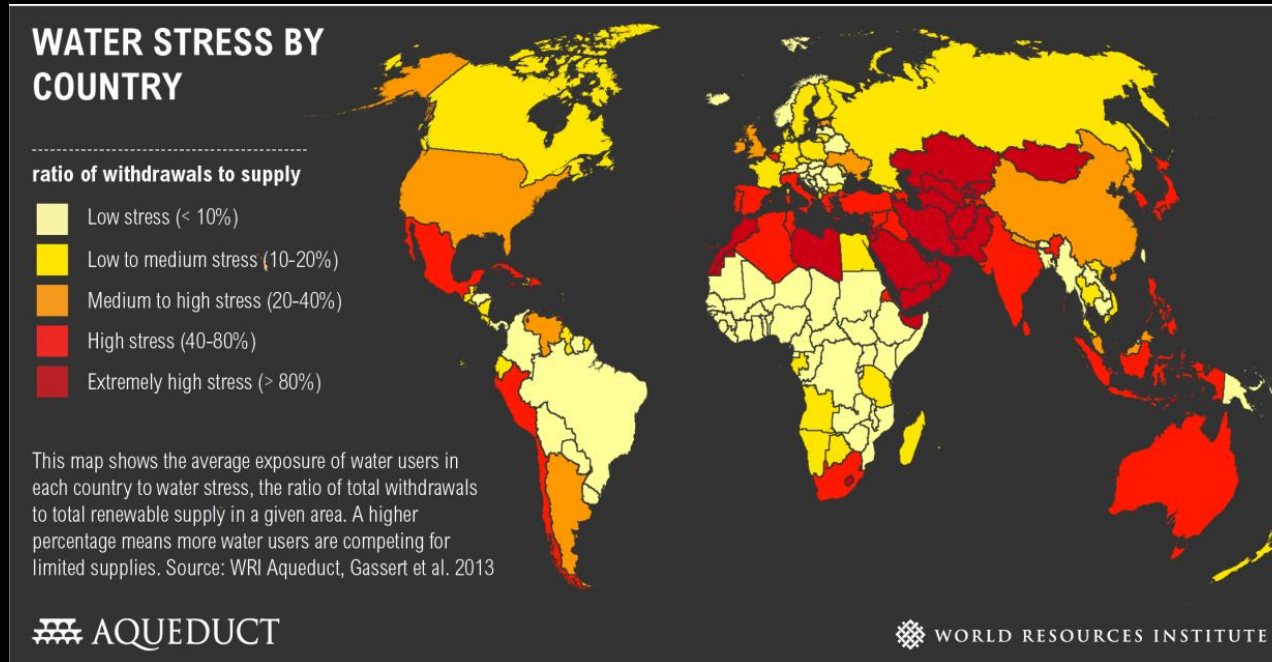 WATER STRESS BY
COUNTRY
ratio of withdrawals to supply
Low stress (< 10%)
Low to medium stress (10-20%)
Medium to high stress (20-40%)
High stress (40-80%)
Extremely high stress (> 80%)
This map shows the average exposure of water users in
each country to water stress, the ratio of total withdrawals
to total renewable supply in a given area. A higher
percentage means more water users are competing for
limited supplies. Source: WRI Aqueduct, Gassert et al. 2013
AQUEDUCT
WORLD RESOURCES INSTITUTE